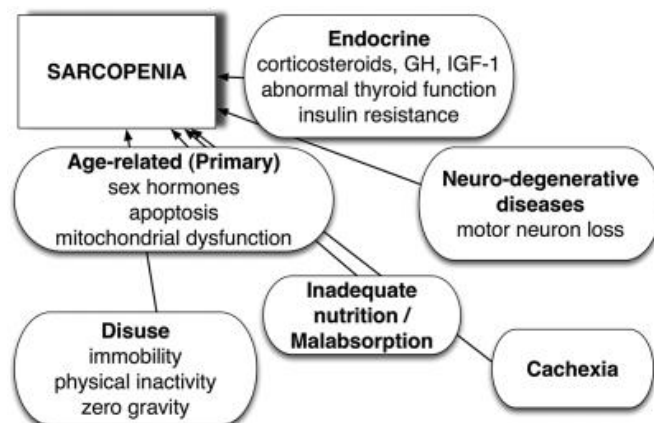 SARCOPENIA
Endocrine
corticosteroids, GH, IGF-1
abnormal thyroid function
insulin resistance
Age-related (Primary)
sex hormones
apoptosis
mitochondrial dysfunction
Neuro-degenerative
diseases
motor neuron loss
Inadequate
nutrition /
Malabsorption
Disuse
immobility
physical inactivity
zero gravity
Cachexia